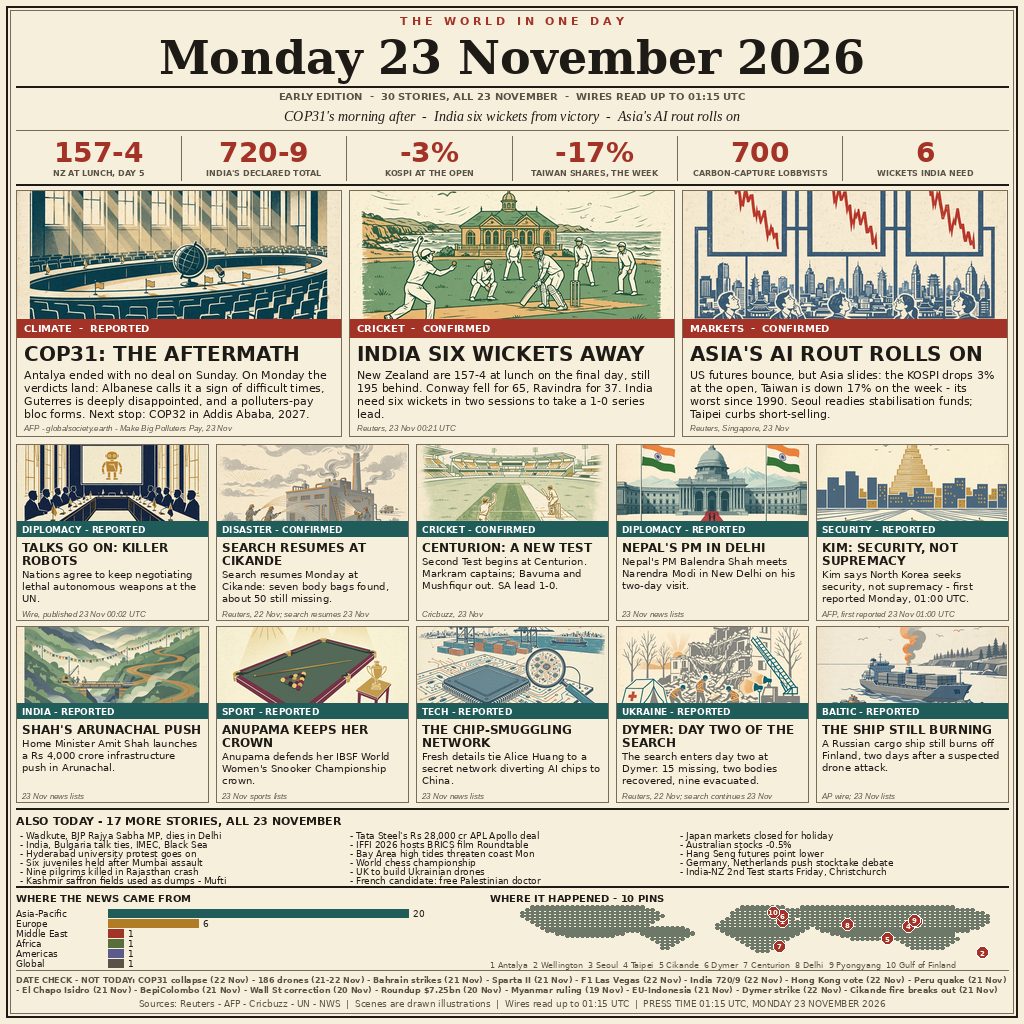 THE WORLD IN ONE DAY
Monday 23 November 2026
EARLY EDITION - 30 STORIES, ALL 23 NOVEMBER - WIRES READ UP TO 01:15 UTC
COP31's morning after - India six wickets from victory - Asia's AI rout rolls on
157-4
NZ AT LUNCH, DAY 5
720-9
INDIA'S DECLARED TOTAL
-3%
KOSPI AT THE OPEN
-17%
TAIWAN SHARES, THE WEEK
700
CARBON-CAPTURE LOBBYISTS
6
WICKETS INDIA NEED
CLIMATE - REPORTED
COP31: THE AFTERMATH
Antalya ended with no deal on Sunday. On Monday the
verdicts land: Albanese calls it a sign of difficult times,
Guterres is deeply disappointed, and a polluters-pay
bloc forms. Next stop: COP32 in Addis Ababa, 2027.
AFP - globalsociety.earth - Make Big Polluters Pay, 23 Nov
CRICKET - CONFIRMED
INDIA SIX WICKETS AWAY
New Zealand are 157-4 at lunch on the final day, still
195 behind. Conway fell for 65, Ravindra for 37. India
need six wickets in two sessions to take a 1-0 series
lead.
Reuters, 23 Nov 00:21 UTC
MARKETS - CONFIRMED
ASIA'S AI ROUT ROLLS ON
US futures bounce, but Asia slides: the KOSPI drops 3%
at the open, Taiwan is down 17% on the week - its
worst since 1990. Seoul readies stabilisation funds;
Taipei curbs short-selling.
Reuters, Singapore, 23 Nov
DIPLOMACY - REPORTED
TALKS GO ON: KILLER
ROBOTS
Nations agree to keep negotiating
lethal autonomous weapons at the
UN.
Wire, published 23 Nov 00:02 UTC
DISASTER - CONFIRMED
SEARCH RESUMES AT
CIKANDE
Search resumes Monday at
Cikande: seven body bags found,
about 50 still missing.
Reuters, 22 Nov; search resumes 23 Nov
CRICKET - CONFIRMED
CENTURION: A NEW TEST
Second Test begins at Centurion.
Markram captains; Bavuma and
Mushfiqur out. SA lead 1-0.
Cricbuzz, 23 Nov
DIPLOMACY - REPORTED
NEPAL'S PM IN DELHI
Nepal's PM Balendra Shah meets
Narendra Modi in New Delhi on his
two-day visit.
23 Nov news lists
SECURITY - REPORTED
KIM: SECURITY, NOT
SUPREMACY
Kim says North Korea seeks
security, not supremacy - first
reported Monday, 01:00 UTC.
AFP, first reported 23 Nov 01:00 UTC
INDIA - REPORTED
SHAH'S ARUNACHAL PUSH
Home Minister Amit Shah launches
a Rs 4,000 crore infrastructure
push in Arunachal.
23 Nov news lists
SPORT - REPORTED
ANUPAMA KEEPS HER
CROWN
Anupama defends her IBSF World
Women's Snooker Championship
crown.
23 Nov sports lists
TECH - REPORTED
THE CHIP-SMUGGLING
NETWORK
Fresh details tie Alice Huang to a
secret network diverting AI chips to
China.
23 Nov news lists
UKRAINE - REPORTED
DYMER: DAY TWO OF THE
SEARCH
The search enters day two at
Dymer: 15 missing, two bodies
recovered, nine evacuated.
Reuters, 22 Nov; search continues 23 Nov
BALTIC - REPORTED
THE SHIP STILL BURNING
A Russian cargo ship still burns off
Finland, two days after a suspected
drone attack.
AP wire; 23 Nov lists
ALSO TODAY - 17 MORE STORIES, ALL 23 NOVEMBER
- Wadkute, BJP Rajya Sabha MP, dies in Delhi
- India, Bulgaria talk ties, IMEC, Black Sea
- Hyderabad university protest goes on
- Six juveniles held after Mumbai assault
- Nine pilgrims killed in Rajasthan crash
- Kashmir saffron fields used as dumps - Mufti
- Tata Steel's Rs 28,000 cr APL Apollo deal
- IFFI 2026 hosts BRICS film Roundtable
- Bay Area high tides threaten coast Mon
- World chess championship
- UK to build Ukrainian drones
- French candidate: free Palestinian doctor
- Japan markets closed for holiday
- Australian stocks -0.5%
- Hang Seng futures point lower
- Germany, Netherlands push stocktake debate
- India-NZ 2nd Test starts Friday, Christchurch
WHERE THE NEWS CAME FROM
Asia-Pacific 20
Europe 6
Middle East 1
Africa 1
Americas 1
Global 1
WHERE IT HAPPENED - 10 PINS
10
8
7
9
5
2
1 Antalya 2 Wellington 3 Seoul 4 Taipei 5 Cikande 6 Dymer 7 Centurion 8 Delhi 9 Pyongyang 10 Gulf of Finland
DATE CHECK - NOT TODAY: COP31 collapse (22 Nov) - 186 drones (21-22 Nov) - Bahrain strikes (21 Nov) - Sparta II (21 Nov) - F1 Las Vegas (22 Nov) - India 720/9 (22 Nov) - Hong Kong vote (22 Nov) - Peru quake (21 Nov)
- El Chapo Isidro (21 Nov) - BepiColombo (21 Nov) - Wall St correction (20 Nov) - Roundup $7.25bn (20 Nov) - Myanmar ruling (19 Nov) - EU-Indonesia (21 Nov) - Dymer strike (22 Nov) - Cikande fire breaks out (21 Nov)
Sources: Reuters - AFP - Cricbuzz - UN - NWS | Scenes are drawn illustrations | Wires read up to 01:15 UTC | PRESS TIME 01:15 UTC, MONDAY 23 NOVEMBER 2026